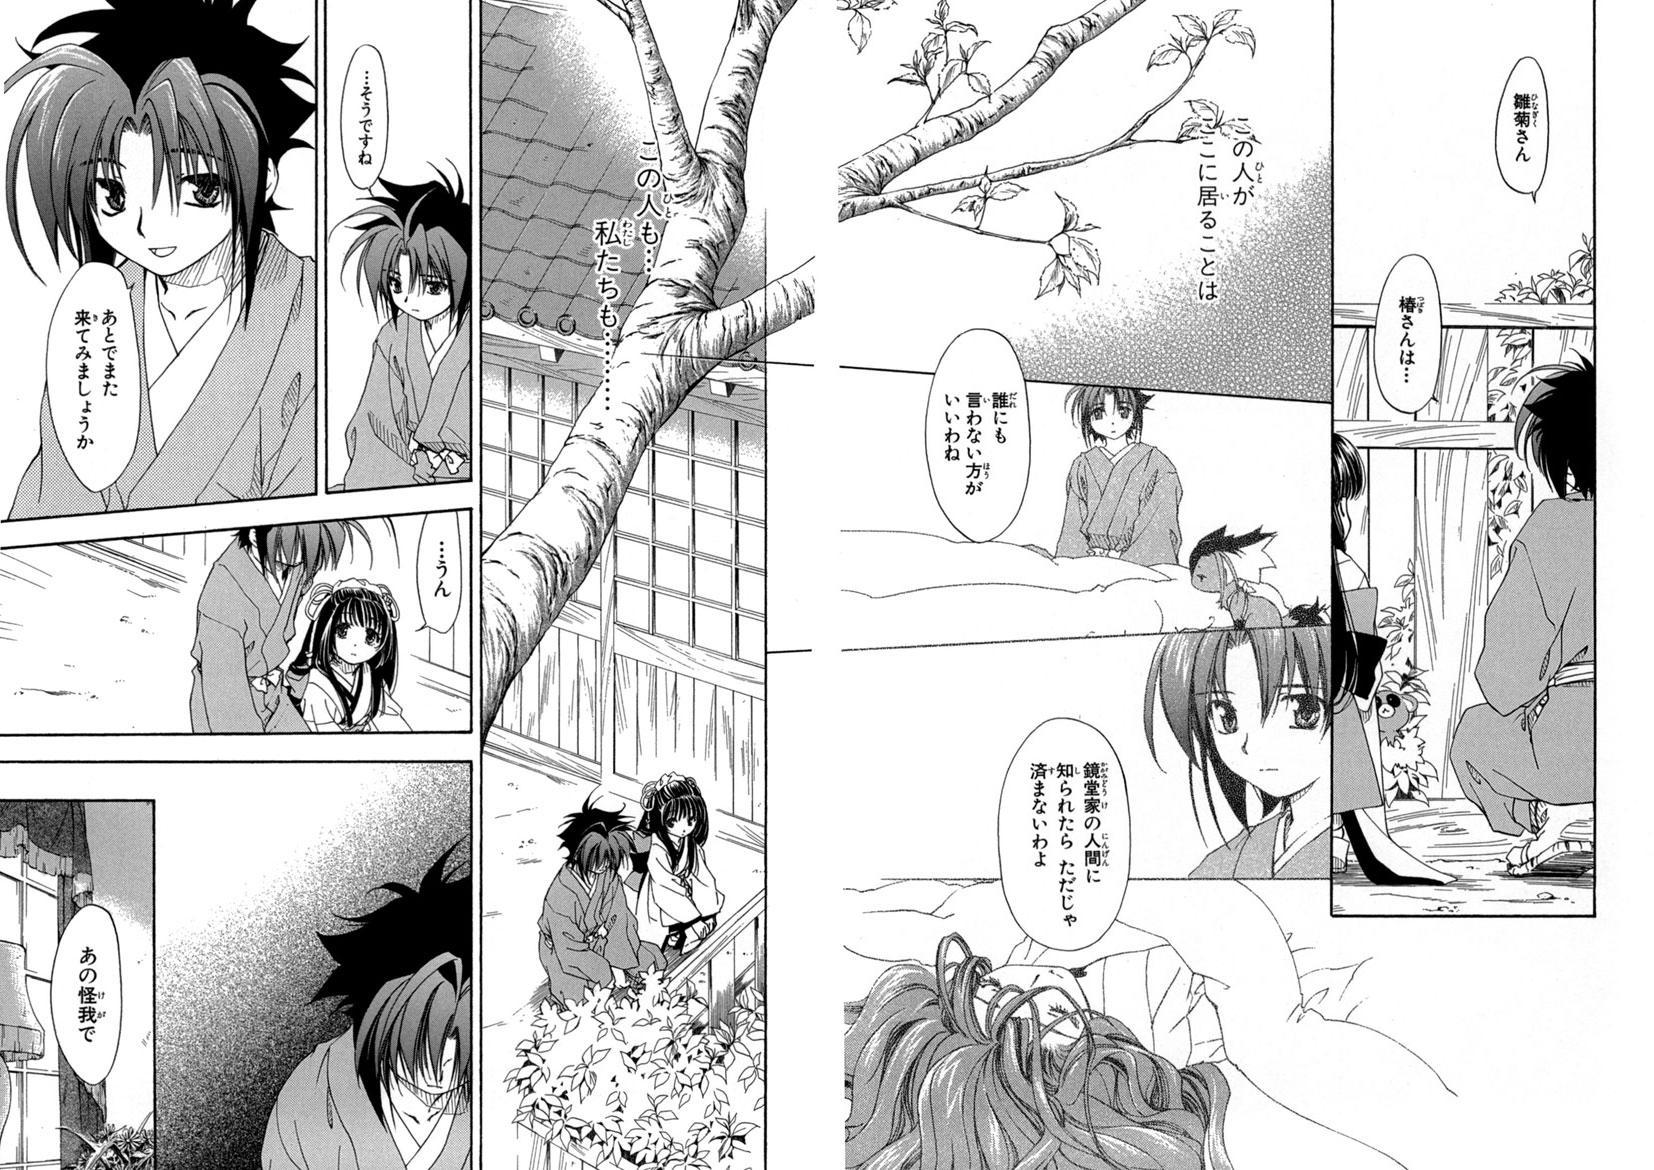 雛菊さん
椿さんは…
この人が
ここに居ることは
誰にも
言わない方が
いいわね
鏡堂家の人間に
知られたら ただじゃ
済まないわよ
この人も…
私たちも………
…そうですね
あとでまた
来てみましょうか
…うん
あの怪我で